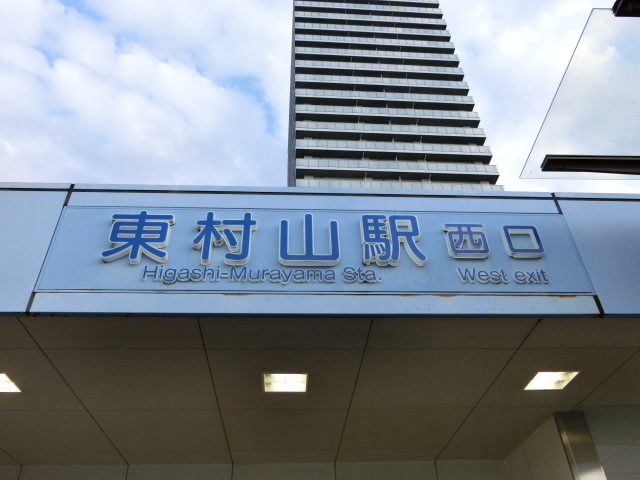 東村山駅 西口
Higashi-Murayama Sta. West exit